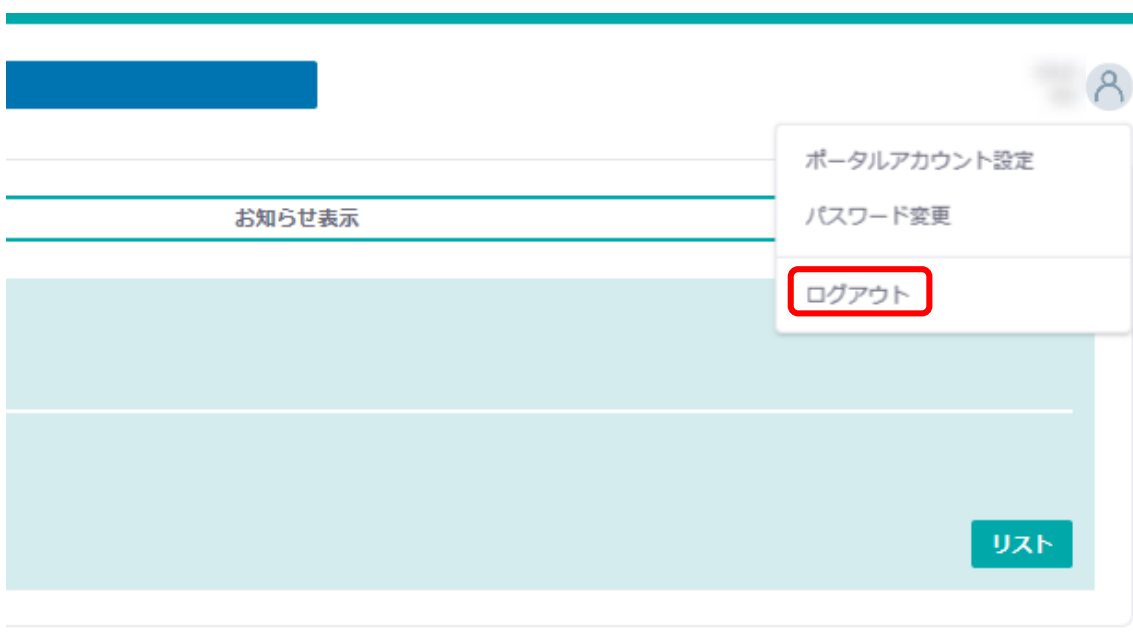 ポータルアカウント設定
お知らせ表示
パスワード変更
ログアウト
リスト